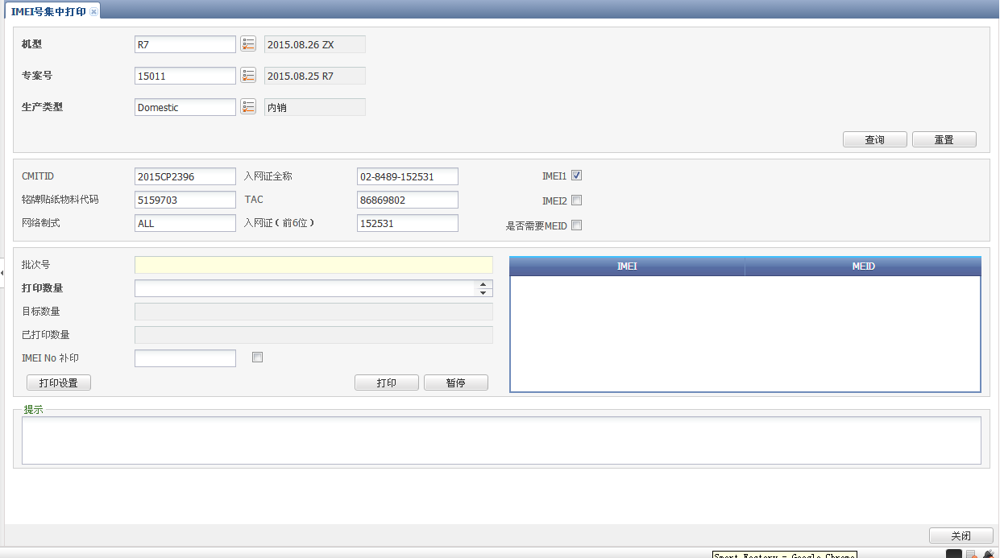 IMEI号集中打印
机型 R7 2015.08.26 ZX
专案号 15011 2015.08.25 R7
生产类型 Domestic 内销
查询 重置
CMITID 2015CP2396 入网证全称 02-8489-152531 IMEI1
铭牌贴纸物料代码 5159703 TAC 86869802 IMEI2
网络制式 ALL 入网证（前6位） 152531 是否需要MEID
批次号 IMEI MEID
打印数量
目标数量
已打印数量
IMEI No 补印
打印设置 打印 暂停
提示
关闭
Smart Factory - Google Chrome